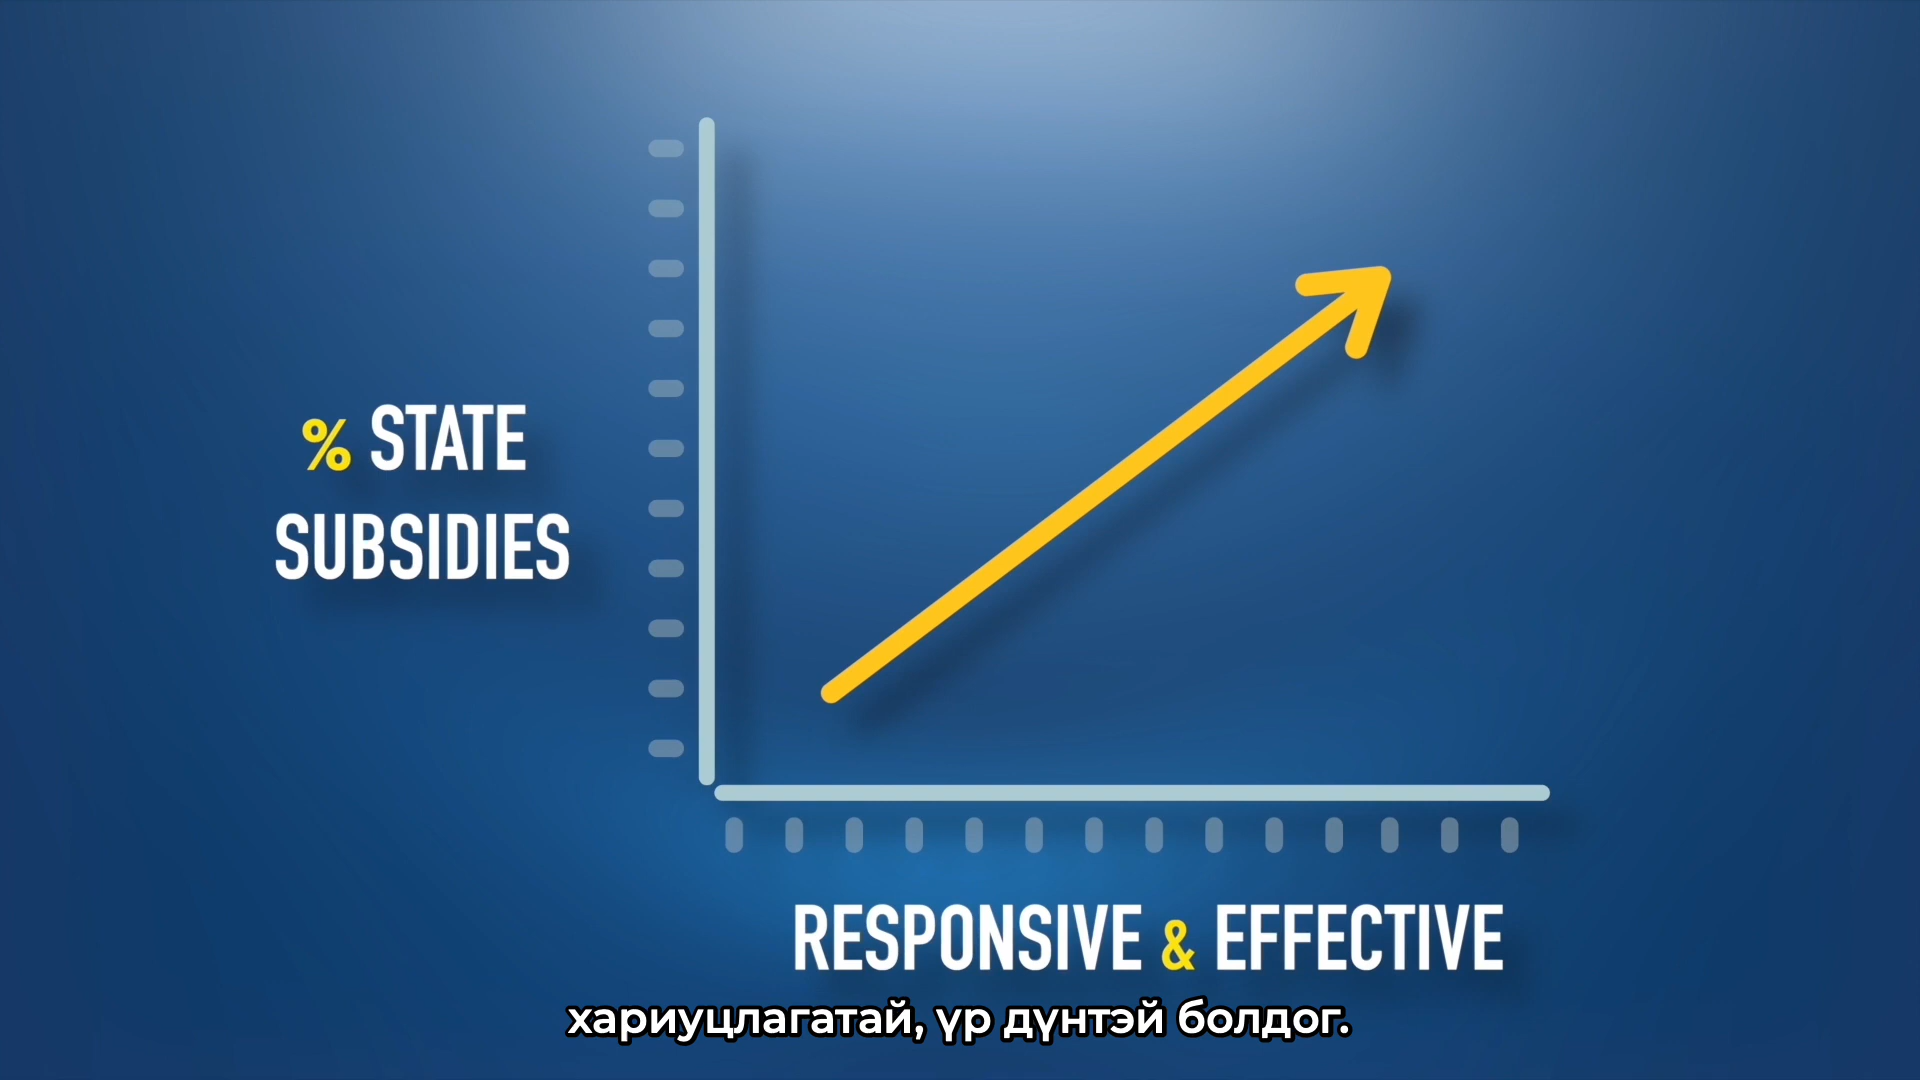 % STATE
SUBSIDIES
RESPONSIVE & EFFECTIVE
хариуцлагатай, үр дүнтэй болдог.